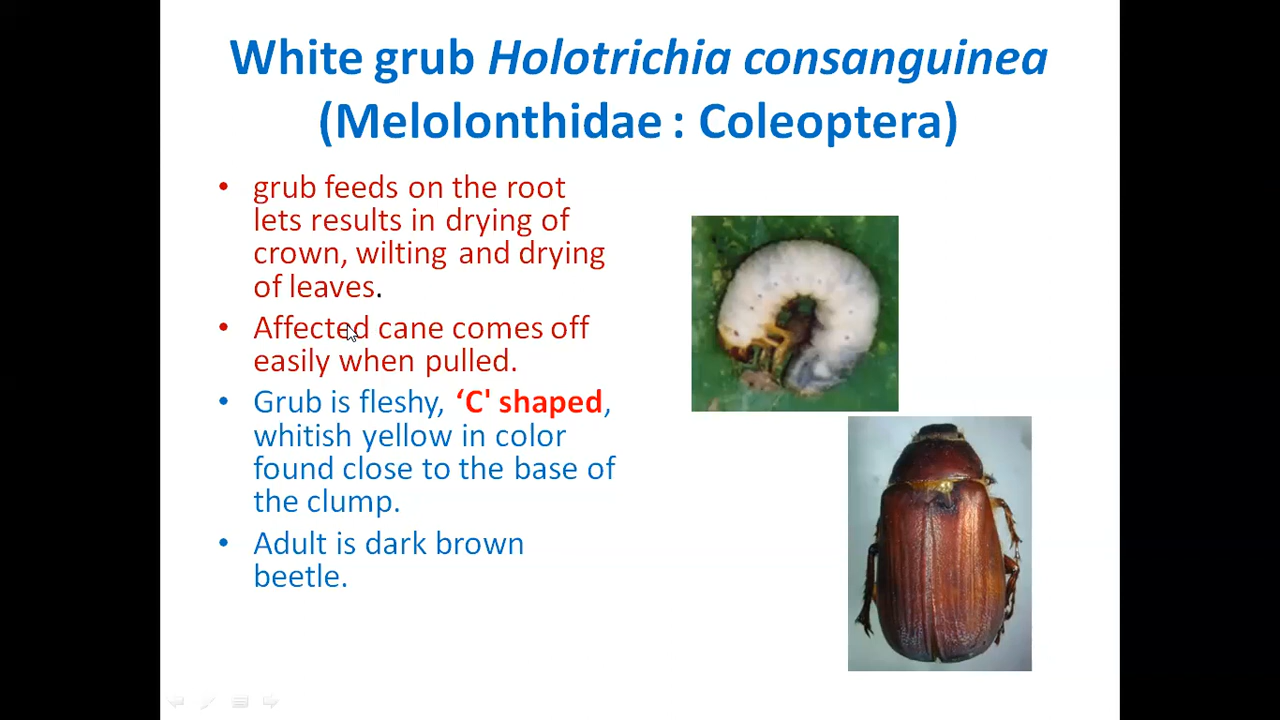 White grub Holotrichia consanguinea
(Melolonthidae : Coleoptera)
• grub feeds on the root
lets results in drying of
crown, wilting and drying
of leaves.
• Affected cane comes off
easily when pulled.
• Grub is fleshy, ‘C' shaped,
whitish yellow in color
found close to the base of
the clump.
• Adult is dark brown
beetle.